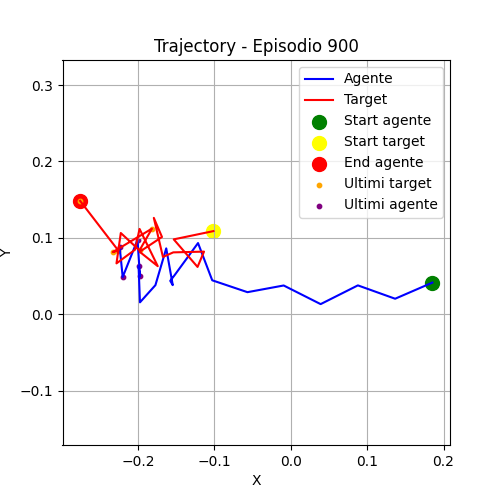 Trajectory - Episodio 900
Agente
Target
Start agente
Start target
End agente
Ultimi target
Ultimi agente
0.3
0.2
0.1
0.0
−0.1
Y
−0.2
−0.1
0.0
0.1
0.2
X